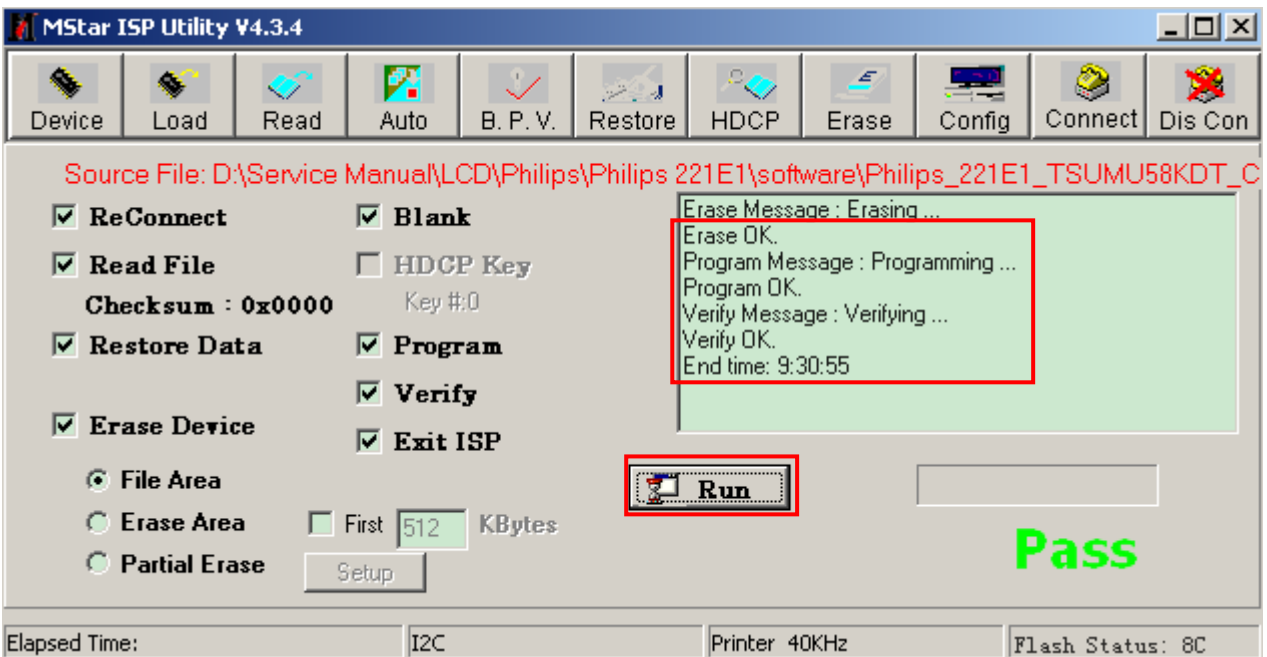 MStar ISP Utility V4.3.4
Device Load Read Auto B. P. V. Restore HDCP Erase Config Connect Dis Con
Source File: D:\Service Manual\LCD\Philips\Philips 221E1\software\Philips_221E1_TSUMU58KDT_C
ReConnect
Read File
Checksum : 0x0000
Restore Data
Erase Device
File Area
Erase Area
Partial Erase
Blank
HDCP Key
Key #:0
Program
Verify
Exit ISP
First 512 KBytes
Setup
Erase Message : Erasing ...
Erase OK.
Program Message : Programming ...
Program OK.
Verify Message : Verifying ...
Verify OK.
End time: 9:30:55
Run
Pass
Elapsed Time: I2C Printer 40KHz Flash Status: 8C